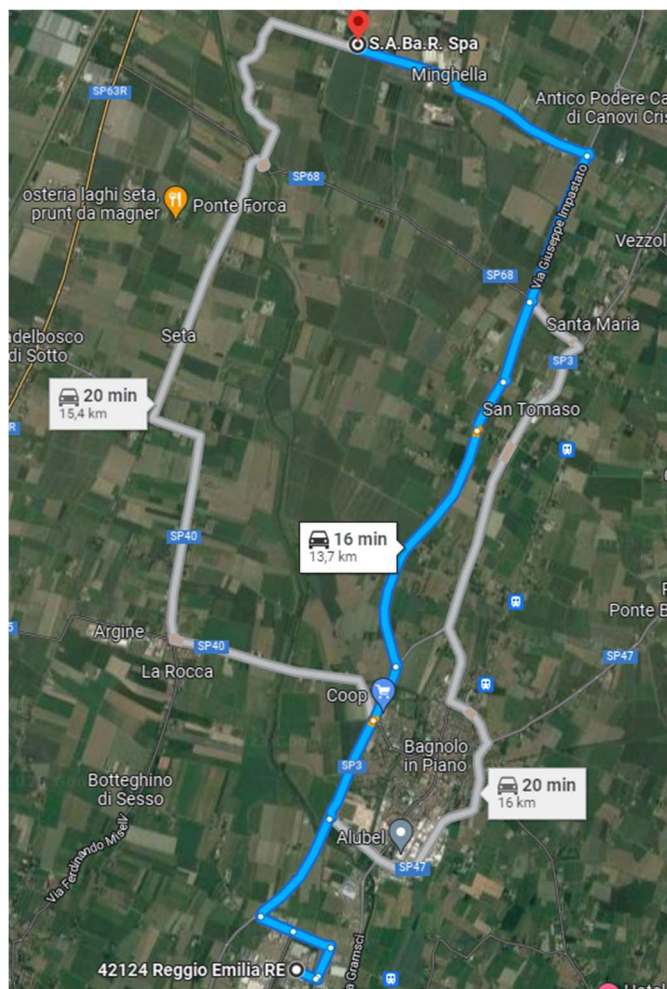 S.A.Ba.R. Spa
Minghella
SP63R
Antico Podere Ca
di Canovi Cris
SP68
osteria laghi seta,
prunt da magner
Ponte Forca
Via Giuseppe Impastato
Vezzol
SP68
Seta
Santa Maria
adelbosco
di Sotto
SP3
20 min
15,4 km
San Tomaso
R
16 min
13,7 km
SP40
5
Argine
SP40
Ponte B
SP47
La Rocca
Coop
Bagnolo
in Piano
SP3
Botteghino
di Sesso
20 min
16 km
Alubel
SP47
Via Ferdinando Miselli
a Gramsci
42124 Reggio Emilia RE